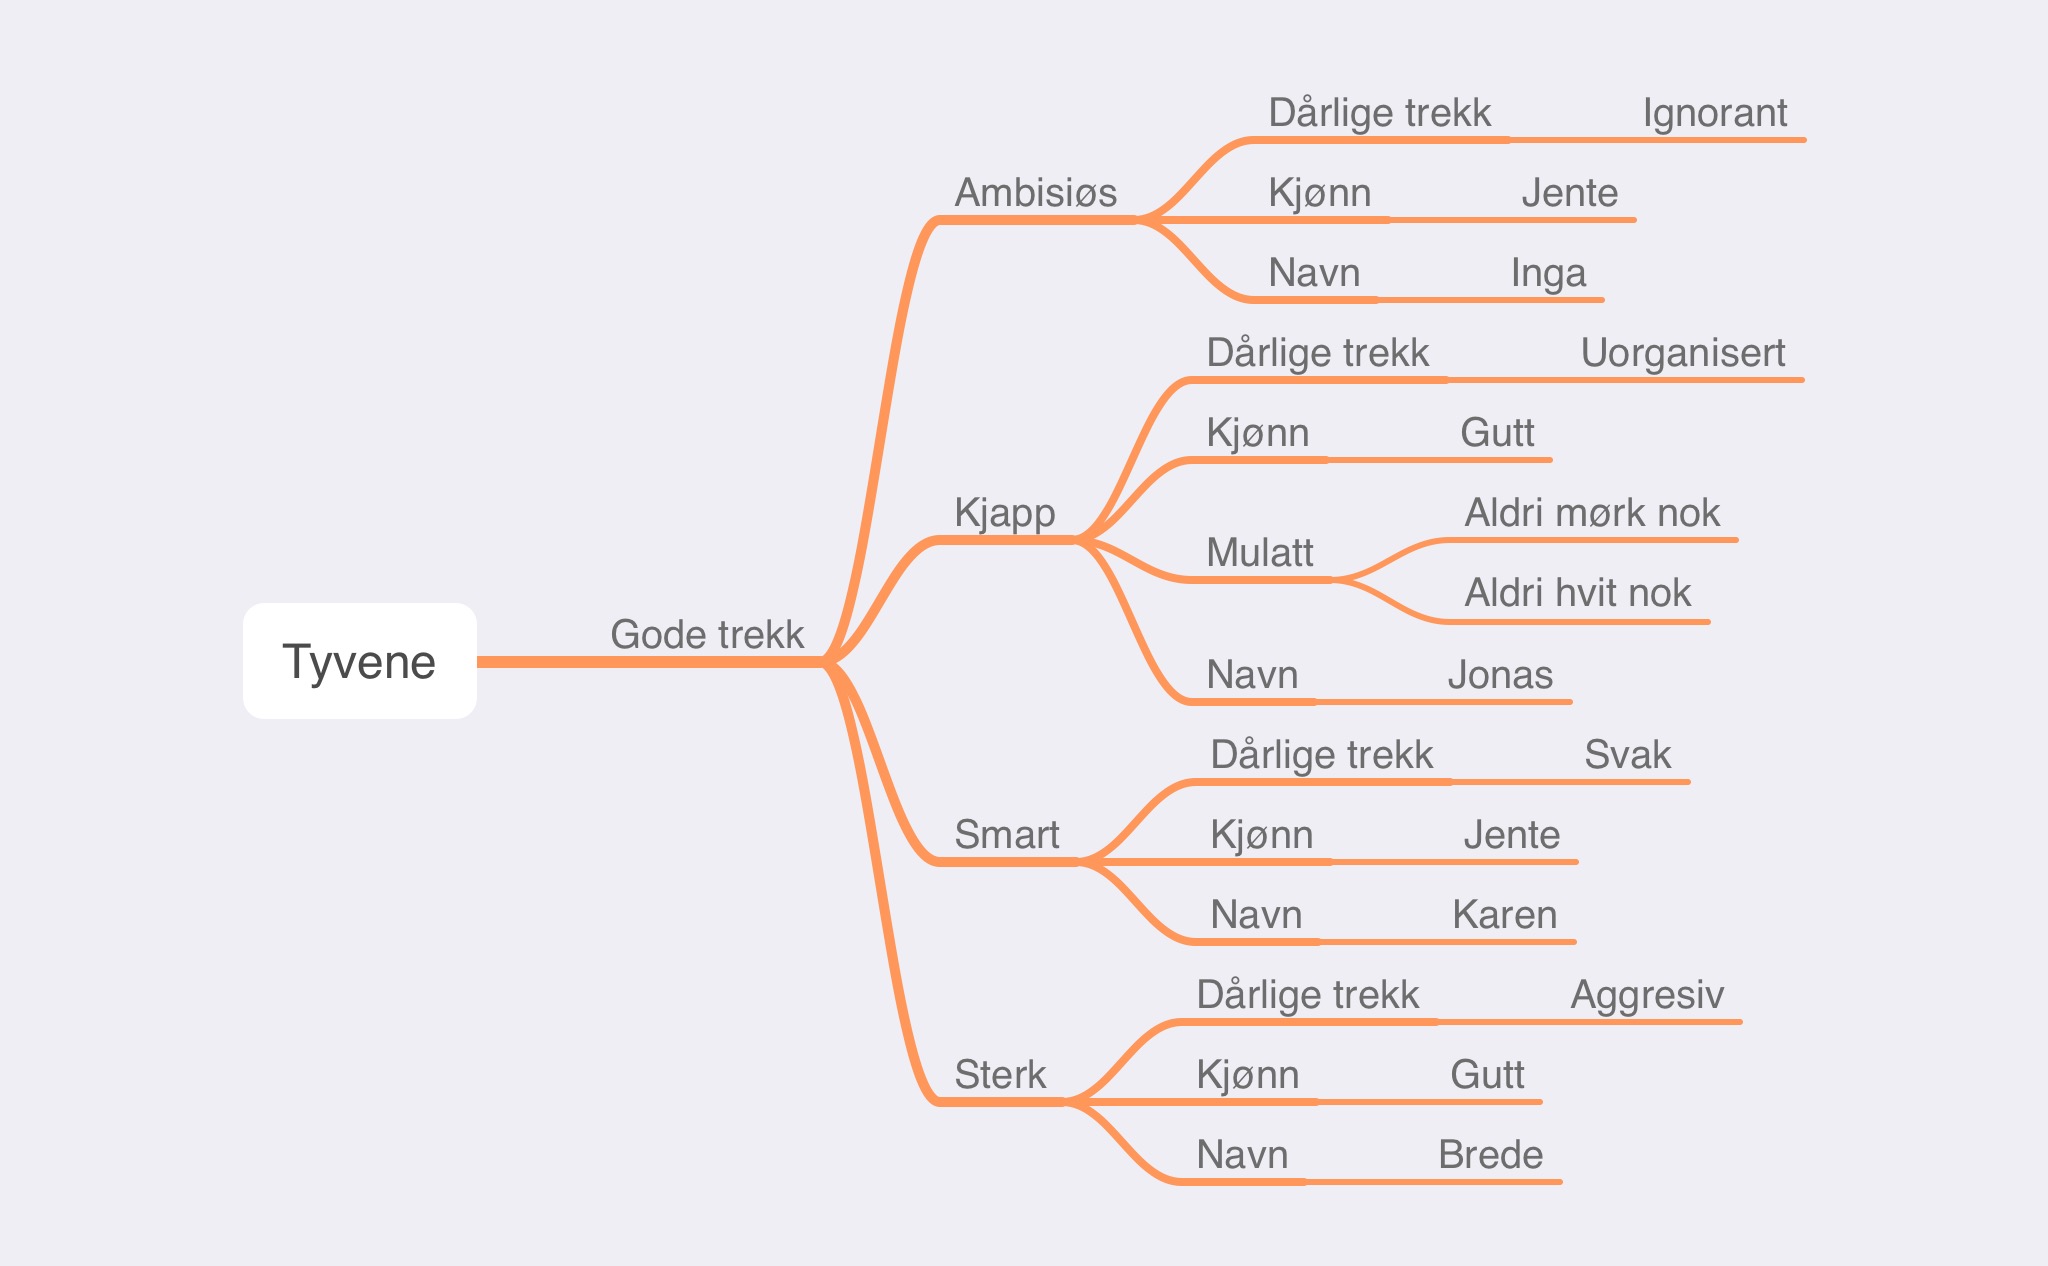 Tyvene
Gode trekk
Ambisiøs
Dårlige trekk
Ignorant
Kjønn
Jente
Navn
Inga
Kjapp
Dårlige trekk
Uorganisert
Kjønn
Gutt
Mulatt
Aldri mørk nok
Aldri hvit nok
Navn
Jonas
Smart
Dårlige trekk
Svak
Kjønn
Jente
Navn
Karen
Sterk
Dårlige trekk
Aggresiv
Kjønn
Gutt
Navn
Brede